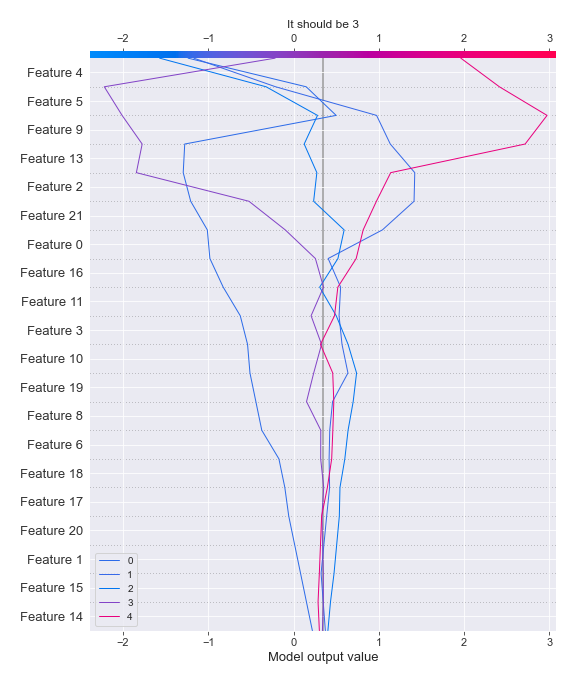 It should be 3
−2 −1 0 1 2 3
Feature 4
Feature 5
Feature 9
Feature 13
Feature 2
Feature 21
Feature 0
Feature 16
Feature 11
Feature 3
Feature 10
Feature 19
Feature 8
Feature 6
Feature 18
Feature 17
Feature 20
Feature 1
Feature 15
Feature 14
0
1
2
3
4
−2 −1 0 1 2 3
Model output value